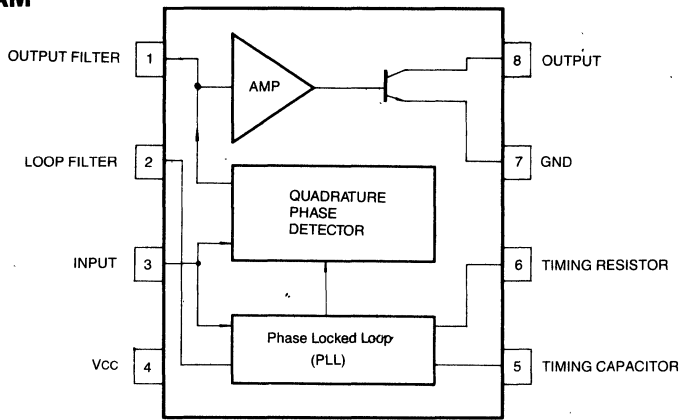 AM
OUTPUT FILTER 1
AMP
8 OUTPUT
LOOP FILTER 2
7 GND
QUADRATURE
PHASE
DETECTOR
INPUT 3
6 TIMING RESISTOR
Phase Locked Loop
(PLL)
VCC 4
5 TIMING CAPACITOR